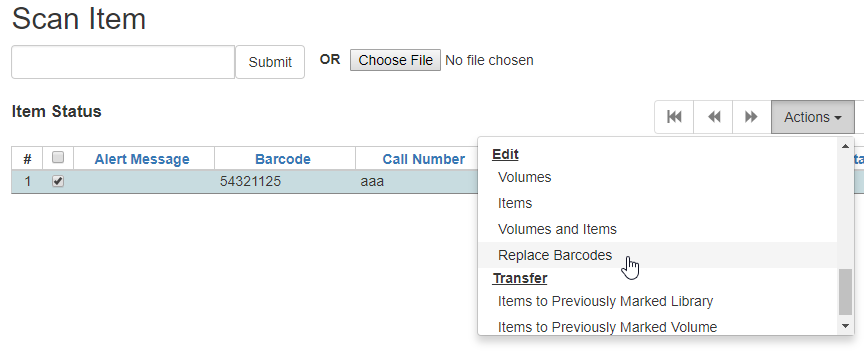 Scan Item
Submit OR Choose File No file chosen
Item Status
Actions
# Alert Message Barcode Call Number
1 54321125 aaa
Edit
Volumes
Items
Volumes and Items
Replace Barcodes
Transfer
Items to Previously Marked Library
Items to Previously Marked Volume